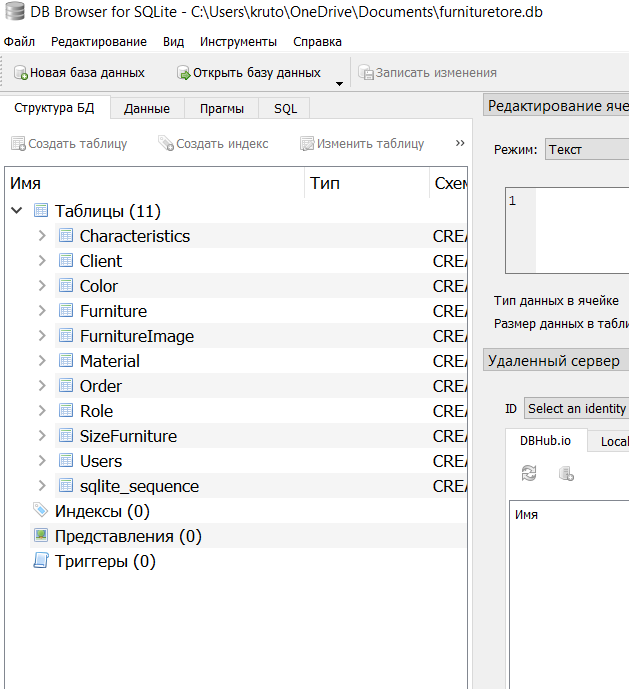 DB Browser for SQLite - C:\Users\kruto\OneDrive\Documents\furnituretore.db
Файл Редактирование Вид Инструменты Справка
Новая база данных Открыть базу данных Записать изменения
Структура БД Данные Прагмы SQL
Создать таблицу Создать индекс Изменить таблицу »
Имя Тип Схем
Таблицы (11)
Characteristics CREA
Client CREA
Color CREA
Furniture CREA
FurnitureImage CREA
Material CREA
Order CREA
Role CREA
SizeFurniture CREA
Users CREA
sqlite_sequence CREA
Индексы (0)
Представления (0)
Триггеры (0)
Редактирование яче
Режим: Текст
1
Тип данных в ячейке
Размер данных в табли
Удаленный сервер
ID Select an identity
DBHub.io Local
Имя